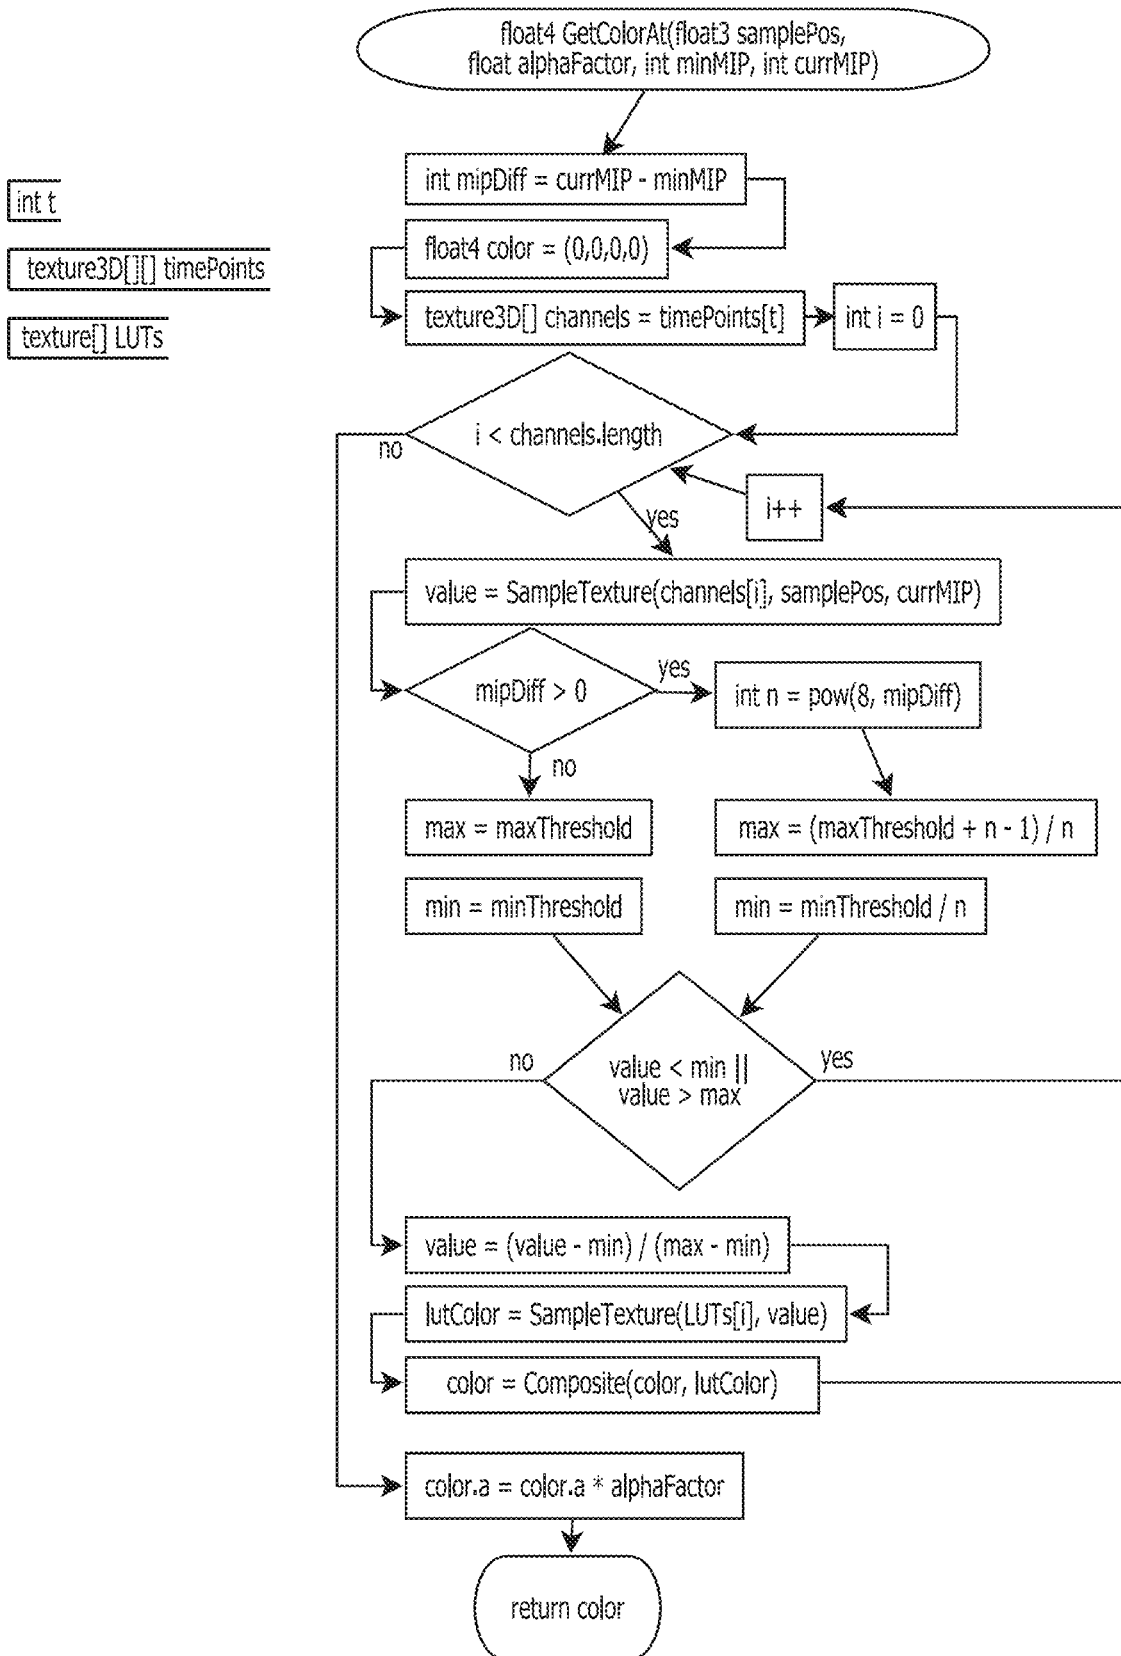 float4 GetColorAt(float3 samplePos,
float alphaFactor, int minMIP, int currMIP)
int mipDiff = currMIP - minMIP
int t
float4 color = (0,0,0,0)
texture3D[][] timePoints
texture3D[] channels = timePoints[t]
int i = 0
texture[] LUTs
i < channels.length
no
i++
yes
value = SampleTexture(channels[i], samplePos, currMIP)
mipDiff > 0
yes
int n = pow(8, mipDiff)
no
max = maxThreshold
max = (maxThreshold + n - 1) / n
min = minThreshold
min = minThreshold / n
no
value < min ||
value > max
yes
value = (value - min) / (max - min)
lutColor = SampleTexture(LUTs[i], value)
color = Composite(color, lutColor)
color.a = color.a * alphaFactor
return color